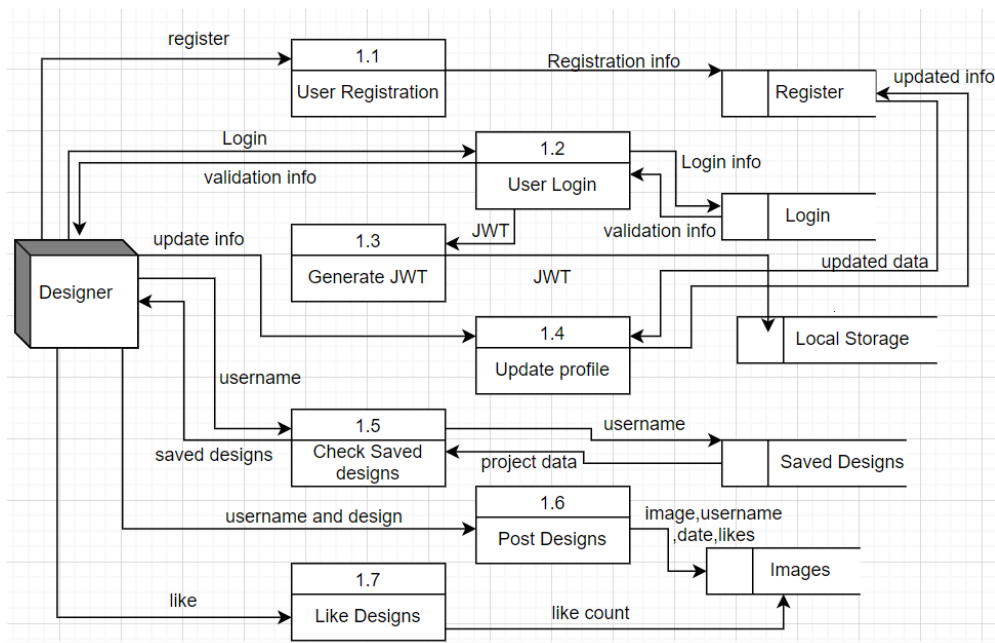 register
1.1
User Registration
Registration info
Register
updated info
Login
validation info
1.2
User Login
Login info
Login
validation info
JWT
1.3
Generate JWT
JWT
updated data
update info
Designer
1.4
Update profile
Local Storage
username
1.5
Check Saved
designs
username
saved designs
project data
Saved Designs
username and design
1.6
Post Designs
image,username
,date,likes
Images
like
1.7
Like Designs
like count